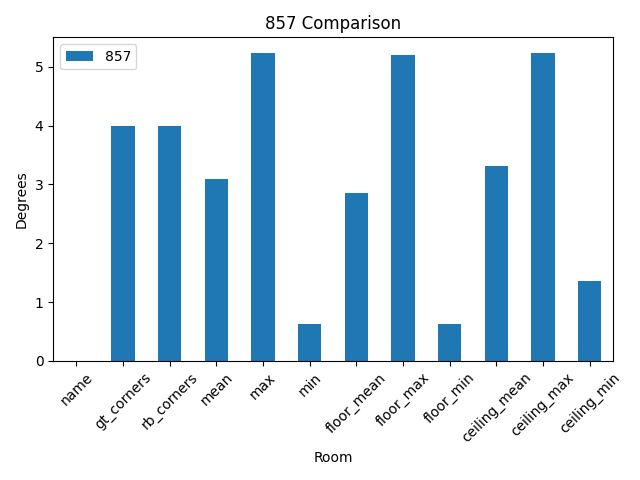 857 Comparison
857
Degrees
5
4
3
2
1
0
name
gt_corners
rb_corners
mean
max
min
floor_mean
floor_max
floor_min
ceiling_mean
ceiling_max
ceiling_min
Room